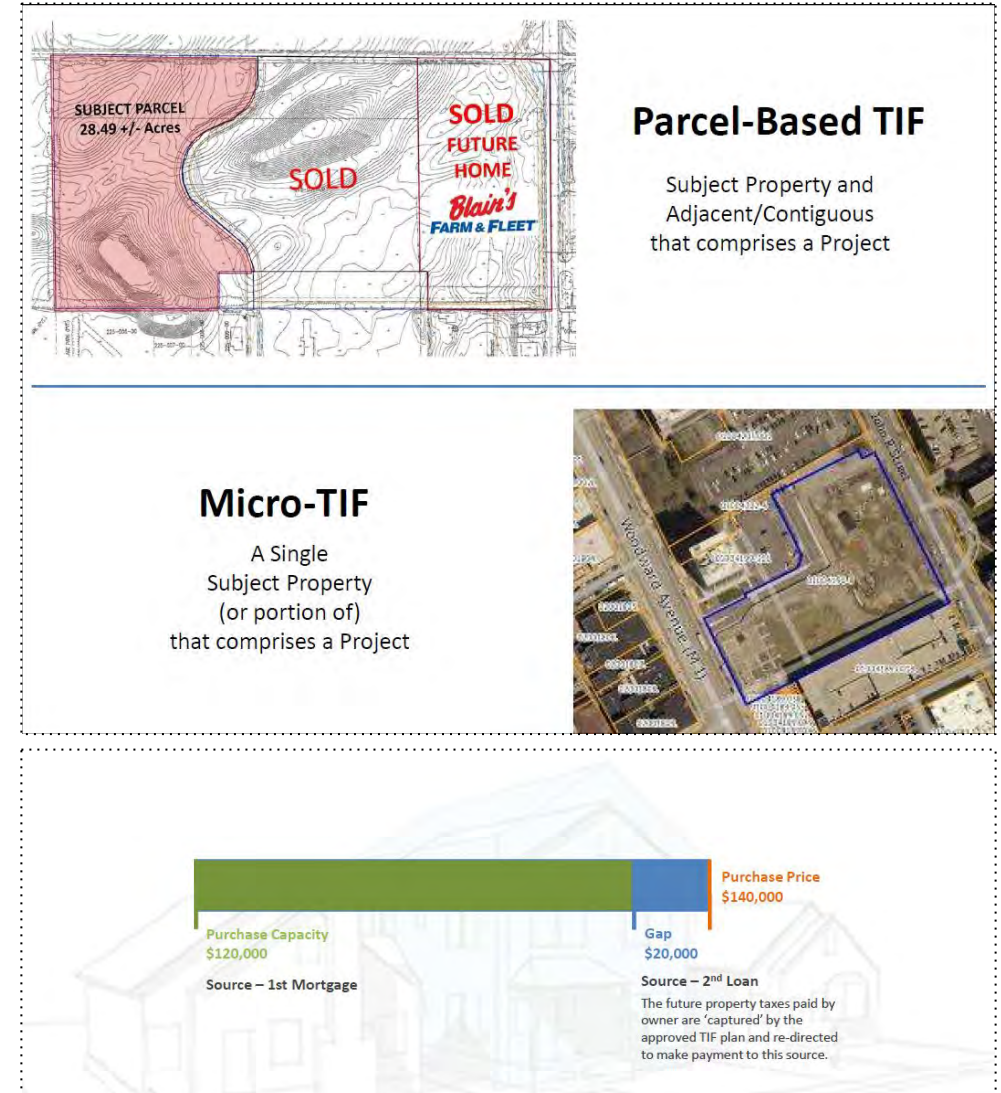 SUBJECT PARCEL
28.49 +/- Acres
SOLD
SOLD
FUTURE
HOME
Blain's
FARM & FLEET
Parcel-Based TIF
Subject Property and
Adjacent/Contiguous
that comprises a Project
Micro-TIF
A Single
Subject Property
(or portion of)
that comprises a Project
John R Street
Woodward Avenue (M 1)
Purchase Price
$140,000
Purchase Capacity
$120,000
Source – 1st Mortgage
Gap
$20,000
Source – 2nd Loan
The future property taxes paid by
owner are ‘captured’ by the
approved TIF plan and re-directed
to make payment to this source.